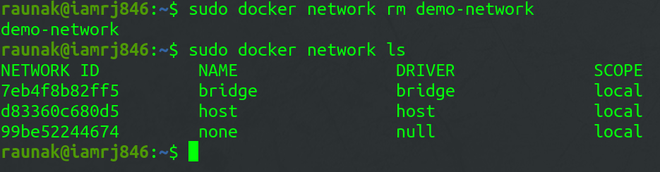 raunak@iamrj846:~$ sudo docker network rm demo-network
demo-network
raunak@iamrj846:~$ sudo docker network ls
NETWORK ID          NAME                DRIVER              SCOPE
7eb4f8b82ff5        bridge              bridge              local
d83360c680d5        host                host                local
99be52244674        none                null                local
raunak@iamrj846:~$